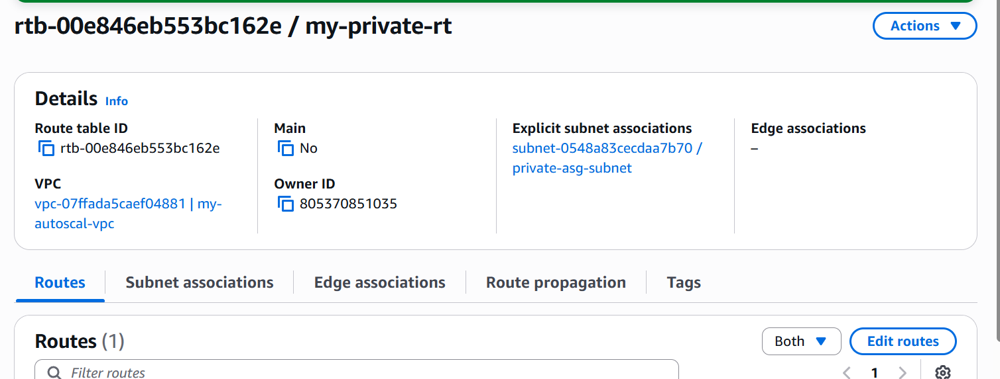 rtb-00e846eb553bc162e / my-private-rt
Actions
Details Info
Route table ID
rtb-00e846eb553bc162e
Main
No
Explicit subnet associations
subnet-0548a83cecdaa7b70 /
private-asg-subnet
Edge associations
–
VPC
vpc-07ffada5caef04881 | my-
autoscal-vpc
Owner ID
805370851035
Routes
Subnet associations
Edge associations
Route propagation
Tags
Routes (1)
Both
Edit routes
Filter routes
1